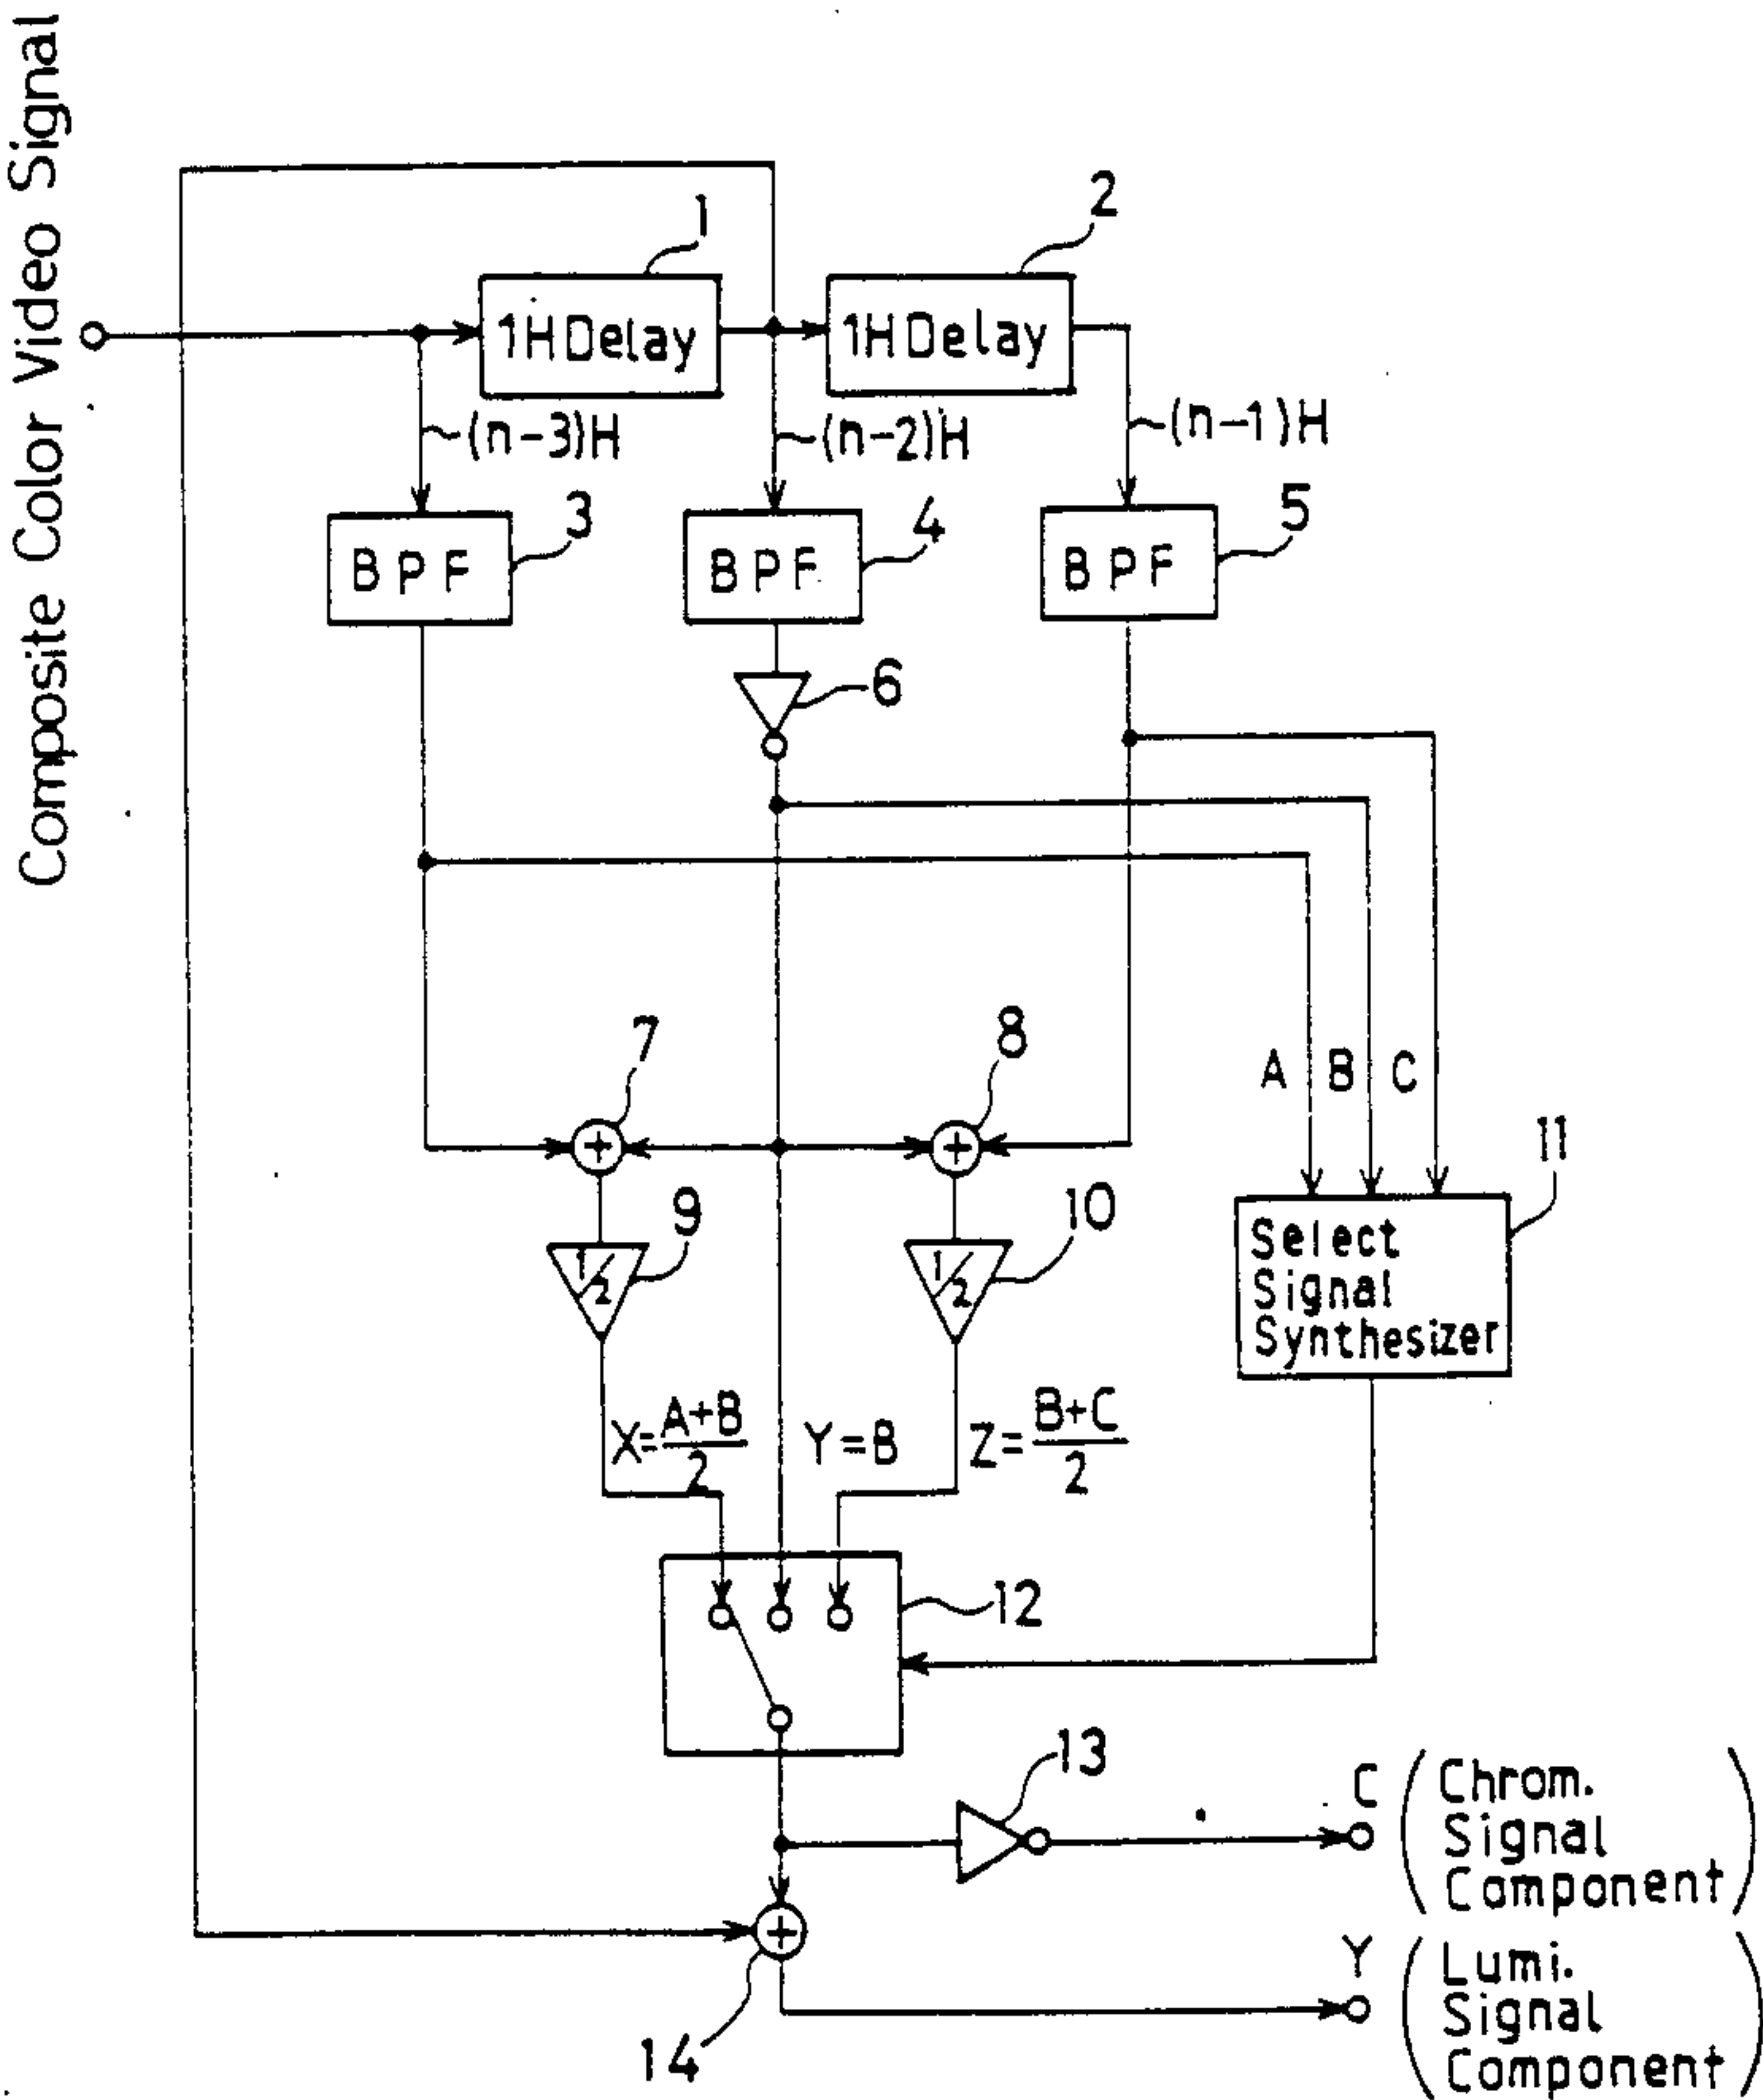 Composite Color Video Signal
1
2
1H Delay
1H Delay
(n-3)H
(n-2)H
(n-1)H
3
4
5
BPF
BPF
BPF
6
7
8
A
B
C
11
9
10
1/2
1/2
Select
Signal
Synthesizer
X=A+B/2
Y=B
Z=B+C/2
12
13
C
(Chrom.
Signal
Component)
Y
(Lumi.
Signal
Component)
14